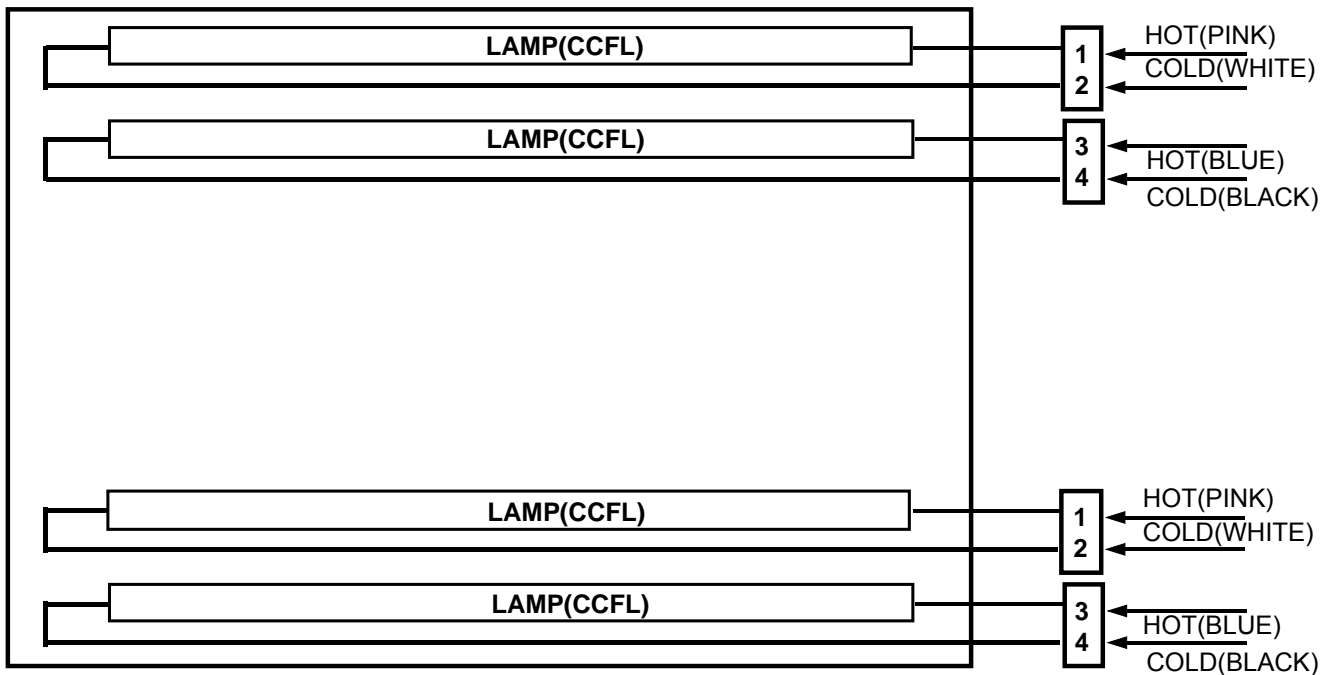 LAMP(CCFL)
1
HOT(PINK)
2
COLD(WHITE)
LAMP(CCFL)
3
HOT(BLUE)
4
COLD(BLACK)
LAMP(CCFL)
1
HOT(PINK)
2
COLD(WHITE)
LAMP(CCFL)
3
HOT(BLUE)
4
COLD(BLACK)